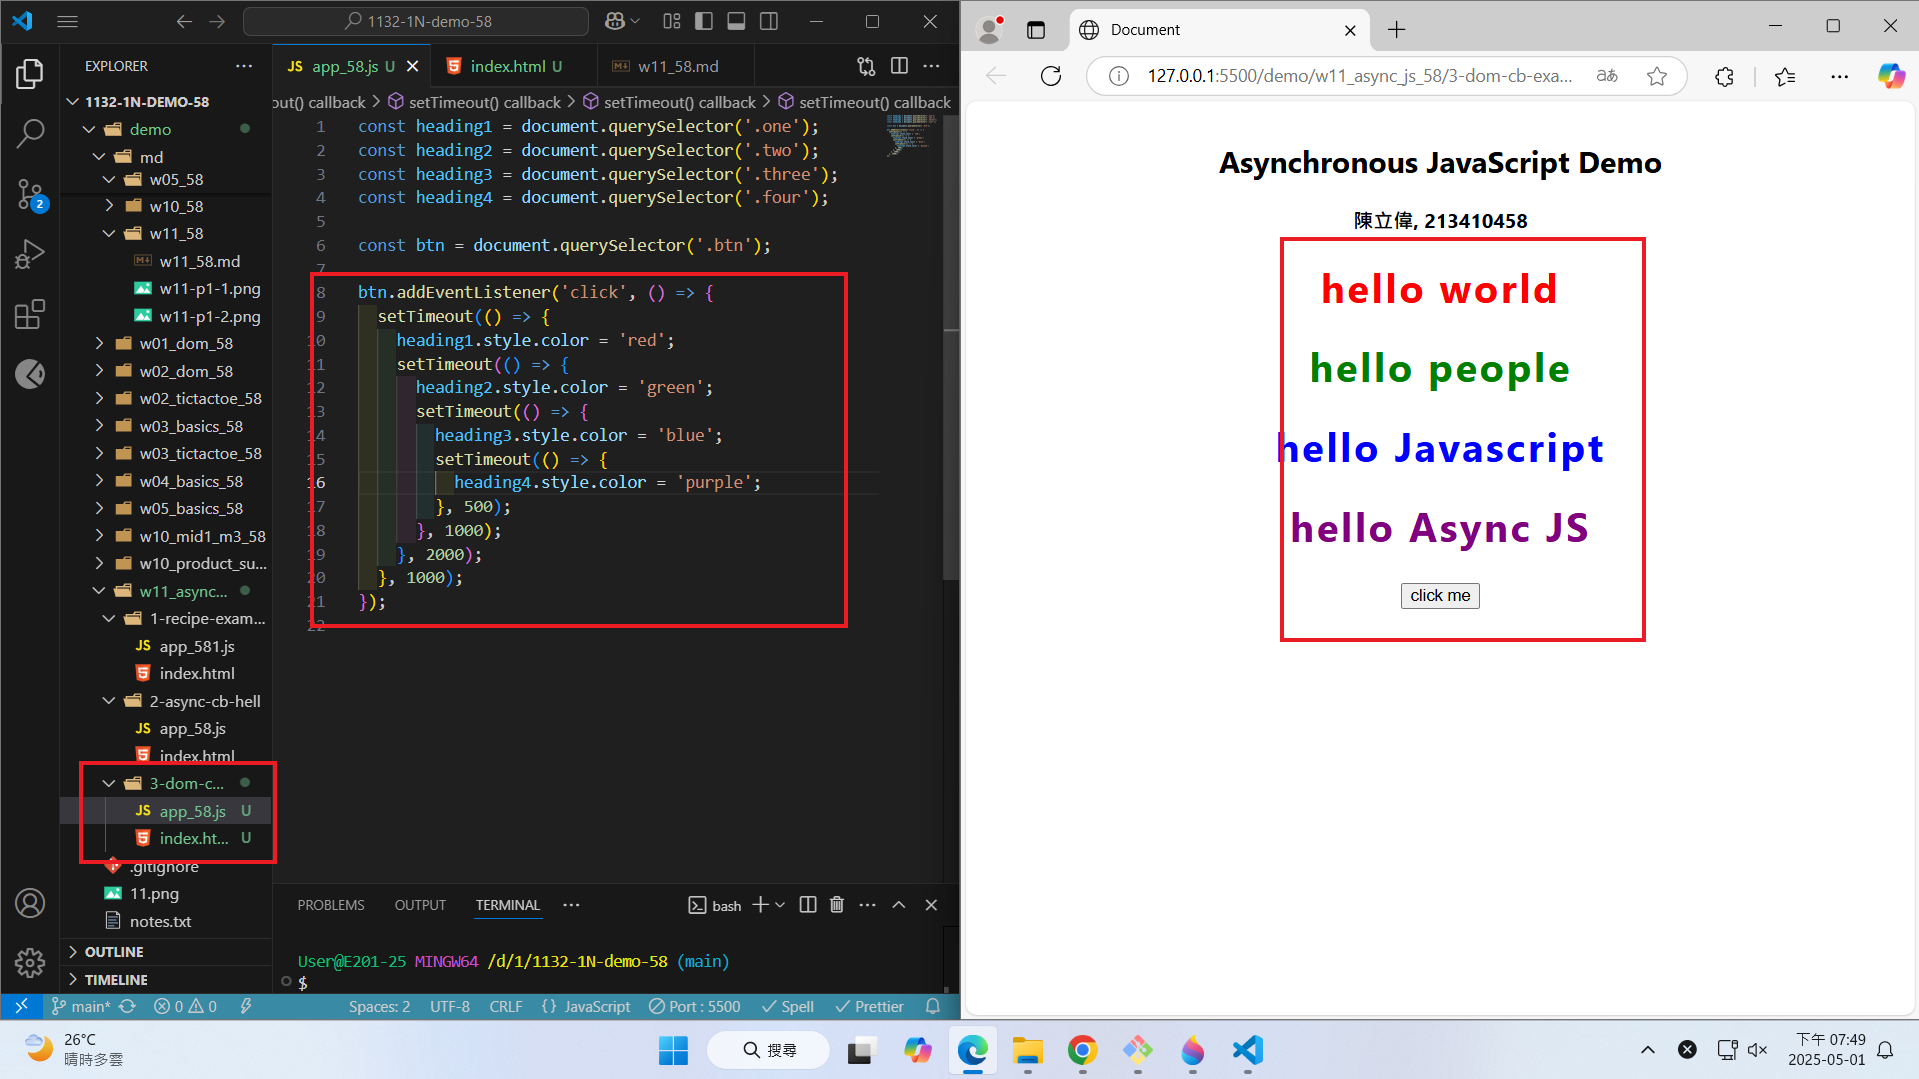 1132-1N-demo-58
EXPLORER
1132-1N-DEMO-58
demo
md
w05_58
w10_58
w11_58
w11_58.md
w11-p1-1.png
w11-p1-2.png
w01_dom_58
w02_dom_58
w02_tictactoe_58
w03_basics_58
w03_tictactoe_58
w04_basics_58
w05_basics_58
w10_mid1_m3_58
w10_product_su...
w11_async...
1-recipe-exam...
JS app_581.js
index.html
2-async-cb-hell
JS app_58.js
index.html
3-dom-c...
JS app_58.js U
index.ht... U
.gitignore
11.png
notes.txt
OUTLINE
TIMELINE
2
JS app_58.js U
index.html U
w11_58.md
out() callback > setTimeout() callback > setTimeout() callback > setTimeout() callback
1 const heading1 = document.querySelector('.one');
2 const heading2 = document.querySelector('.two');
3 const heading3 = document.querySelector('.three');
4 const heading4 = document.querySelector('.four');
5
6 const btn = document.querySelector('.btn');
7
8 btn.addEventListener('click', () => {
9 setTimeout(() => {
10 heading1.style.color = 'red';
11 setTimeout(() => {
12 heading2.style.color = 'green';
13 setTimeout(() => {
14 heading3.style.color = 'blue';
15 setTimeout(() => {
16 heading4.style.color = 'purple';
17 }, 500);
18 }, 1000);
19 }, 2000);
20 }, 1000);
21 });
22
PROBLEMS OUTPUT TERMINAL
bash
User@E201-25 MINGW64 /d/1/1132-1N-demo-58 (main)
$
main* 0 0 Spaces: 2 UTF-8 CRLF {} JavaScript Port : 5500 Spell Prettier
Document
127.0.0.1:5500/demo/w11_async_js_58/3-dom-cb-exa...
aあ
Asynchronous JavaScript Demo
陳立偉, 213410458
hello world
hello people
hello Javascript
hello Async JS
click me
26°C
晴時多雲
搜尋
下午 07:49
2025-05-01